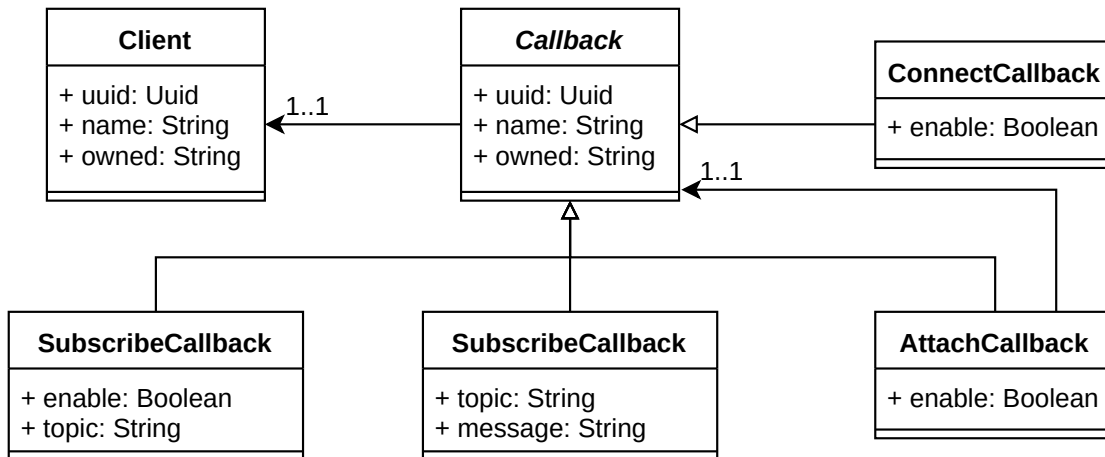 Client
+ uuid: Uuid
+ name: String
+ owned: String
1..1
Callback
+ uuid: Uuid
+ name: String
+ owned: String
ConnectCallback
+ enable: Boolean
1..1
SubscribeCallback
+ enable: Boolean
+ topic: String
SubscribeCallback
+ topic: String
+ message: String
AttachCallback
+ enable: Boolean